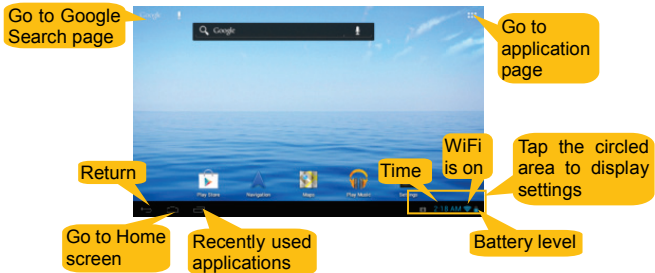 Go to Google
Search page
Google
Google
Go to
application
page
WiFi
is on
Tap the circled
area to display
settings
Return
Time
Play Store
Navigation
Maps
Play Music
Settings
2:18 AM
Go to Home
screen
Recently used
applications
Battery level